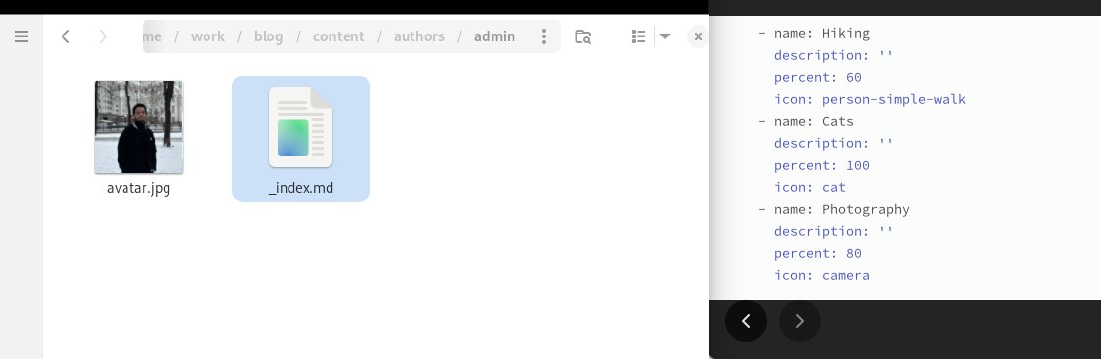 me / work / blog / content / authors / admin
avatar.jpg
_index.md
- name: Hiking
description: ''
percent: 60
icon: person-simple-walk
- name: Cats
description: ''
percent: 100
icon: cat
- name: Photography
description: ''
percent: 80
icon: camera